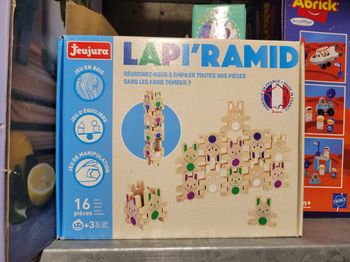 Jeujura
LAPI'RAMID
RÉUSSIREZ-VOUS À EMPILER TOUTES VOS PIÈCES
SANS LES FAIRE TOMBER ?
JEU EN BOIS
JEU D'ÉQUILIBRE
JEU DE MANIPULATION
16
pièces
+3
Abrick